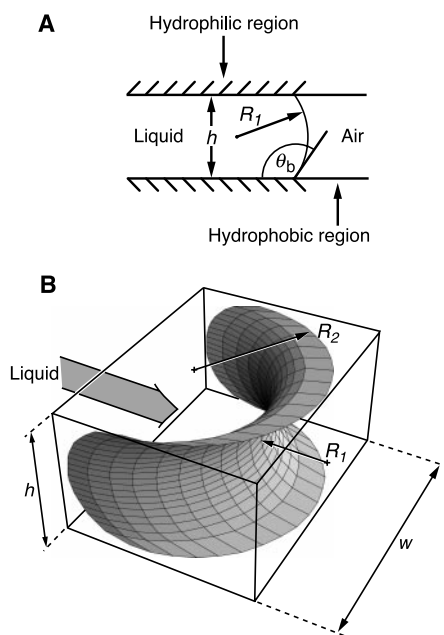 A
Hydrophilic region
R1
Liquid
h
Air
θb
Hydrophobic region
B
R2
Liquid
R1
h
w